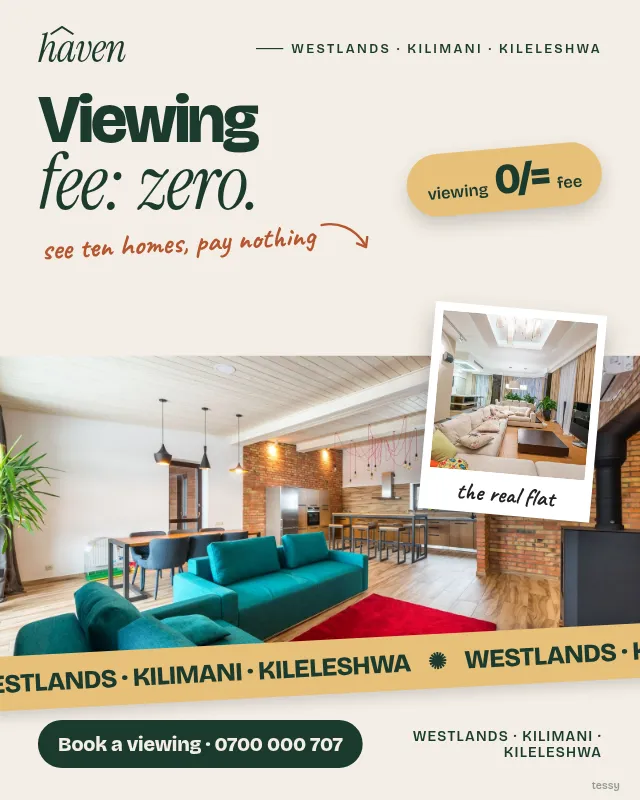 haven
WESTLANDS · KILIMANI · KILELESHWA
Viewing
fee: zero.
viewing 0/= fee
see ten homes, pay nothing
the real flat
ESTLANDS · KILIMANI · KILELESHWA ✺ WESTLANDS · K
Book a viewing · 0700 000 707
WESTLANDS · KILIMANI ·
KILELESHWA
tessy